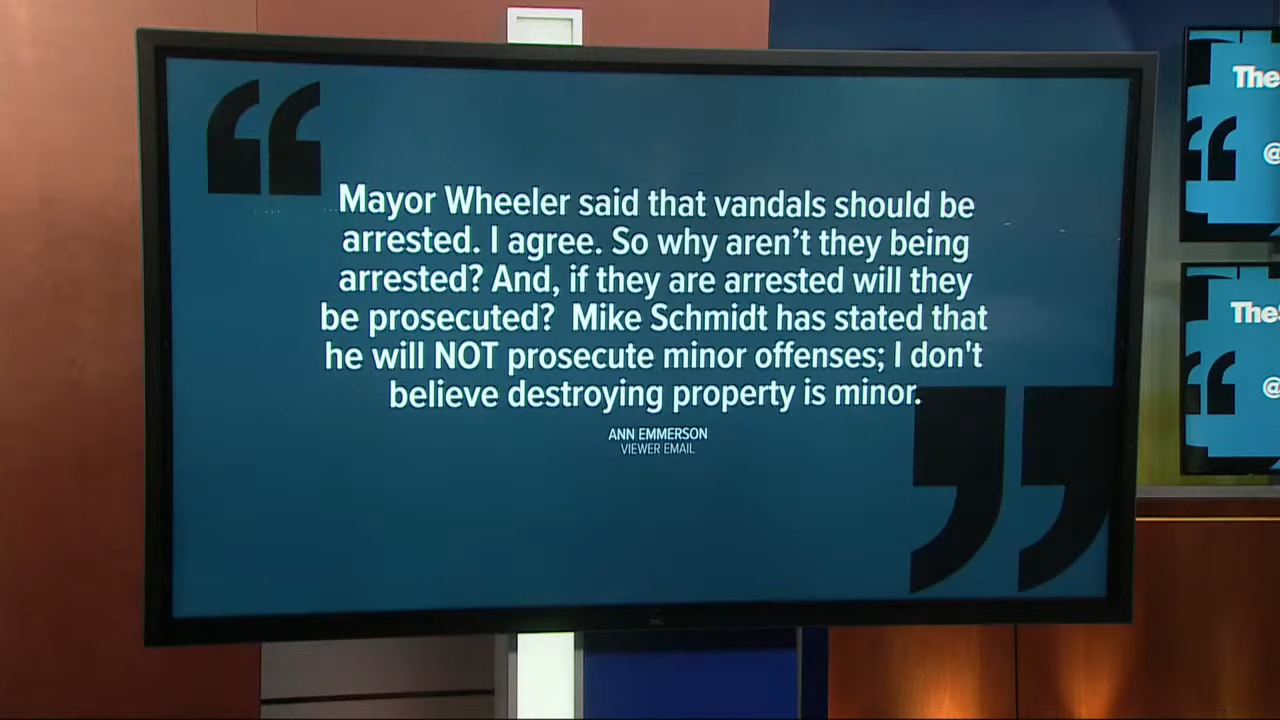 Mayor Wheeler said that vandals should be
arrested. I agree. So why aren’t they being
arrested? And, if they are arrested will they
be prosecuted?  Mike Schmidt has stated that
he will NOT prosecute minor offenses; I don't
believe destroying property is minor.
ANN EMMERSON
VIEWER EMAIL
The
@
The
@